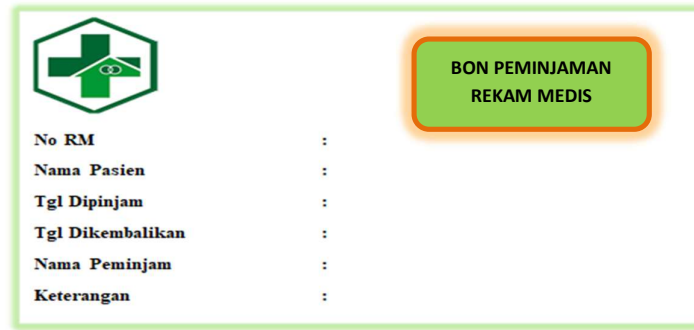 BON PEMINJAMAN
REKAM MEDIS
No RM :
Nama Pasien :
Tgl Dipinjam :
Tgl Dikembalikan :
Nama Peminjam :
Keterangan :